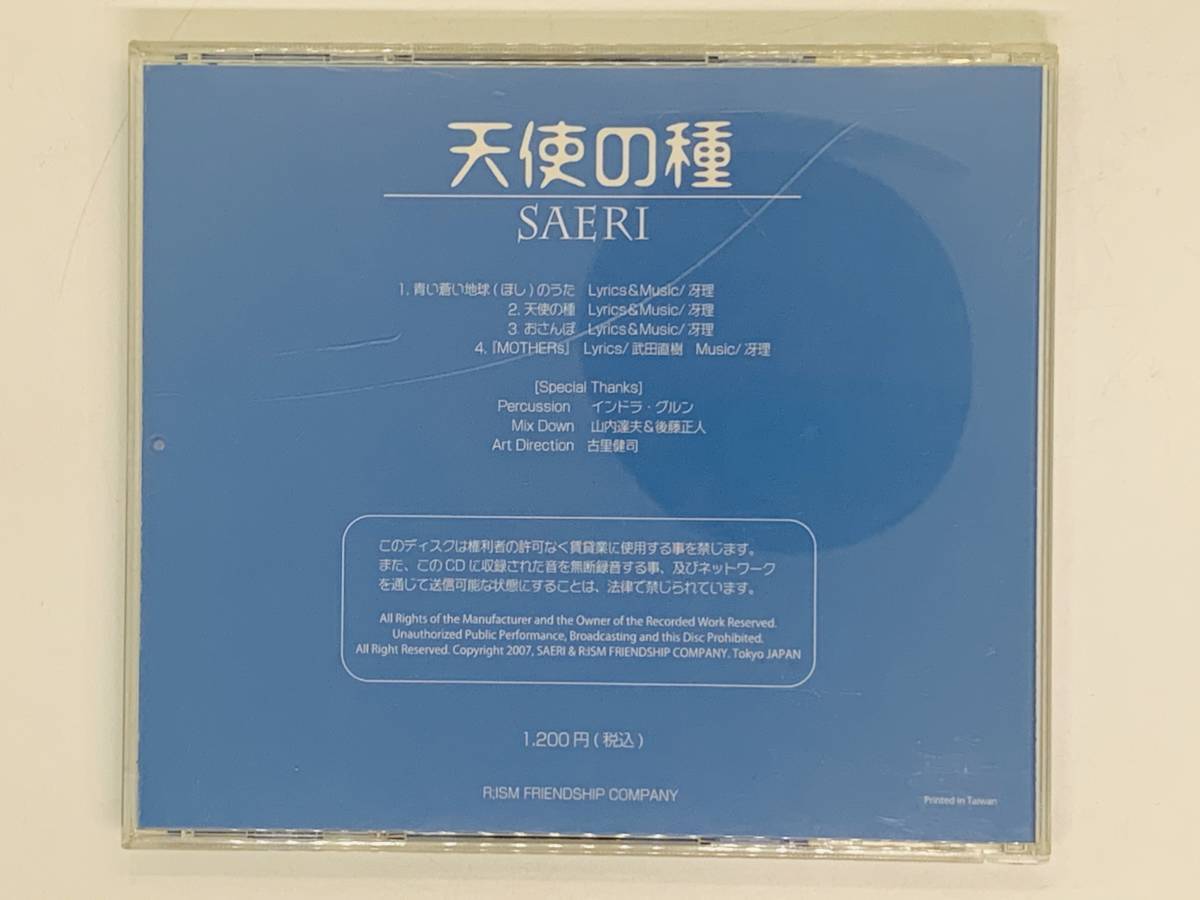 天使の種
SAERI
1. 青い蒼い地球 ( ほし ) のうた Lyrics&Music/ 冴理
2. 天使の種 Lyrics&Music/ 冴理
3. おさんぽ Lyrics&Music/ 冴理
4.「MOTHERs」 Lyrics/ 武田直樹 Music/ 冴理
[Special Thanks]
Percussion インドラ・グルン
Mix Down 山内達夫&後藤正人
Art Direction 古里健司
このディスクは権利者の許可なく賃貸業に使用する事を禁じます。
また、この CD に収録された音を無断録音する事、及びネットワーク
を通じて送信可能な状態にすることは、法律で禁じられています。
All Rights of the Manufacturer and the Owner of the Recorded Work Reserved.
Unauthorized Public Performance, Broadcasting and this Disc Prohibited.
All Right Reserved. Copyright 2007, SAERI & R:ISM FRIENDSHIP COMPANY. Tokyo JAPAN
1,200 円 ( 税込 )
R;ISM FRIENDSHIP COMPANY
Printed in Taiwan